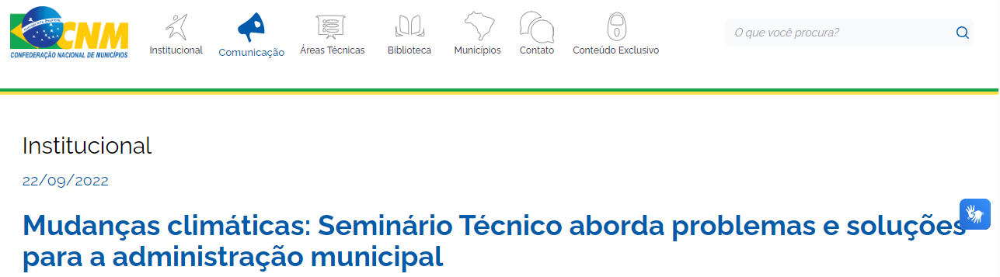 CNM
CONFEDERAÇÃO NACIONAL DE MUNICÍPIOS
Institucional
Comunicação
Áreas Técnicas
Biblioteca
Municípios
Contato
Conteúdo Exclusivo
O que você procura?
Institucional
22/09/2022
Mudanças climáticas: Seminário Técnico aborda problemas e soluções
para a administração municipal